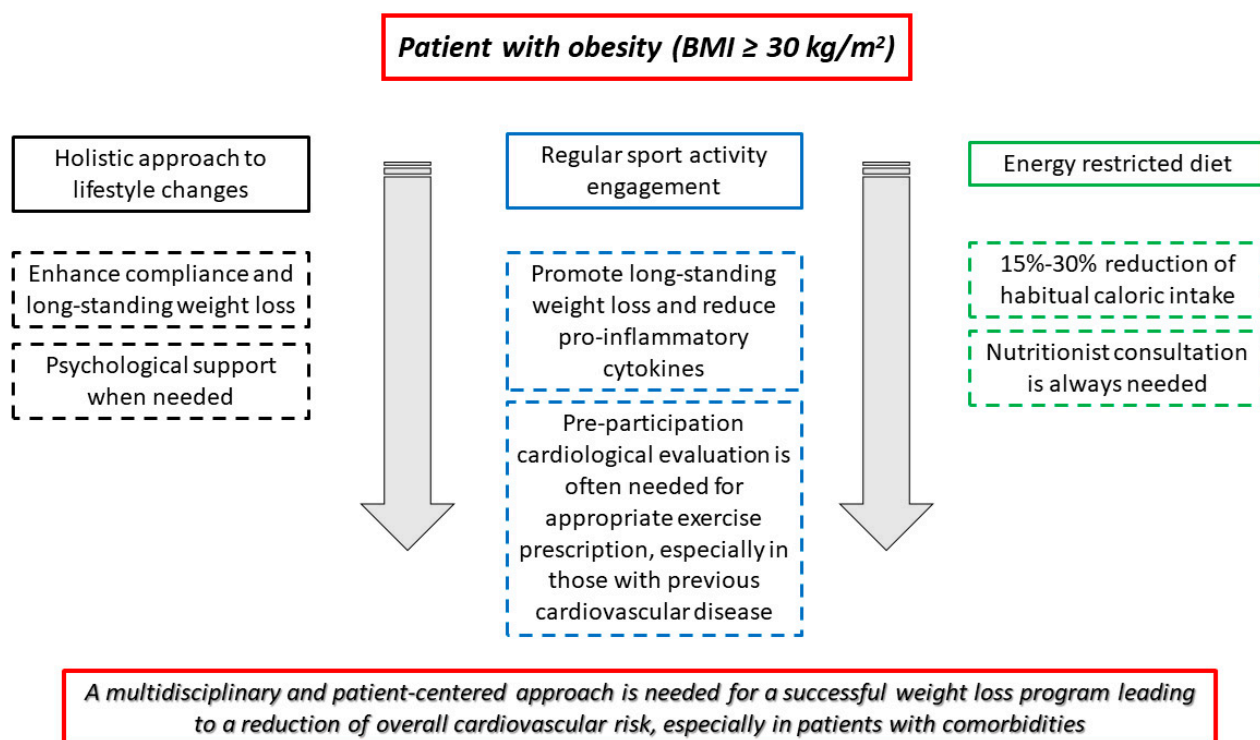 Patient with obesity (BMI ≥ 30 kg/m²)
Holistic approach to
lifestyle changes
Enhance compliance and
long-standing weight loss
Psychological support
when needed
Regular sport activity
engagement
Promote long-standing
weight loss and reduce
pro-inflammatory
cytokines
Pre-participation
cardiological evaluation is
often needed for
appropriate exercise
prescription, especially in
those with previous
cardiovascular disease
Energy restricted diet
15%-30% reduction of
habitual caloric intake
Nutritionist consultation
is always needed
A multidisciplinary and patient-centered approach is needed for a successful weight loss program leading
to a reduction of overall cardiovascular risk, especially in patients with comorbidities